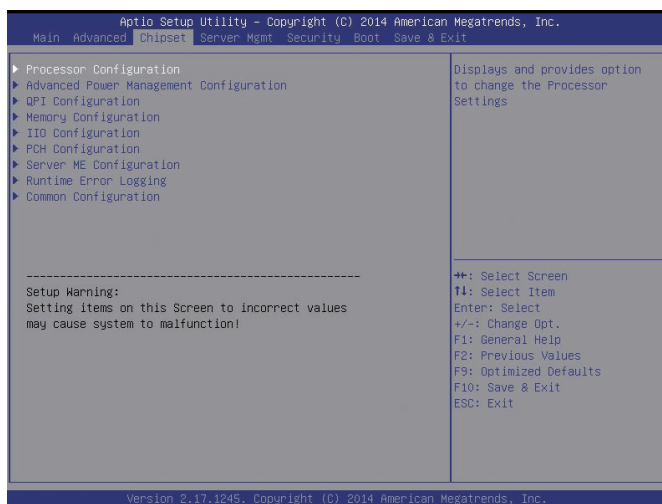 Aptio Setup Utility – Copyright (C) 2014 American Megatrends, Inc.
Main Advanced Chipset Server Mgmt Security Boot Save & Exit
▶ Processor Configuration
▶ Advanced Power Management Configuration
▶ QPI Configuration
▶ Memory Configuration
▶ IIO Configuration
▶ PCH Configuration
▶ Server ME Configuration
▶ Runtime Error Logging
▶ Common Configuration
--------------------------------------------------
Setup Warning:
Setting items on this Screen to incorrect values
may cause system to malfunction!
Displays and provides option
to change the Processor
Settings
→←: Select Screen
↑↓: Select Item
Enter: Select
+/-: Change Opt.
F1: General Help
F2: Previous Values
F9: Optimized Defaults
F10: Save & Exit
ESC: Exit
Version 2.17.1245. Copyright (C) 2014 American Megatrends, Inc.